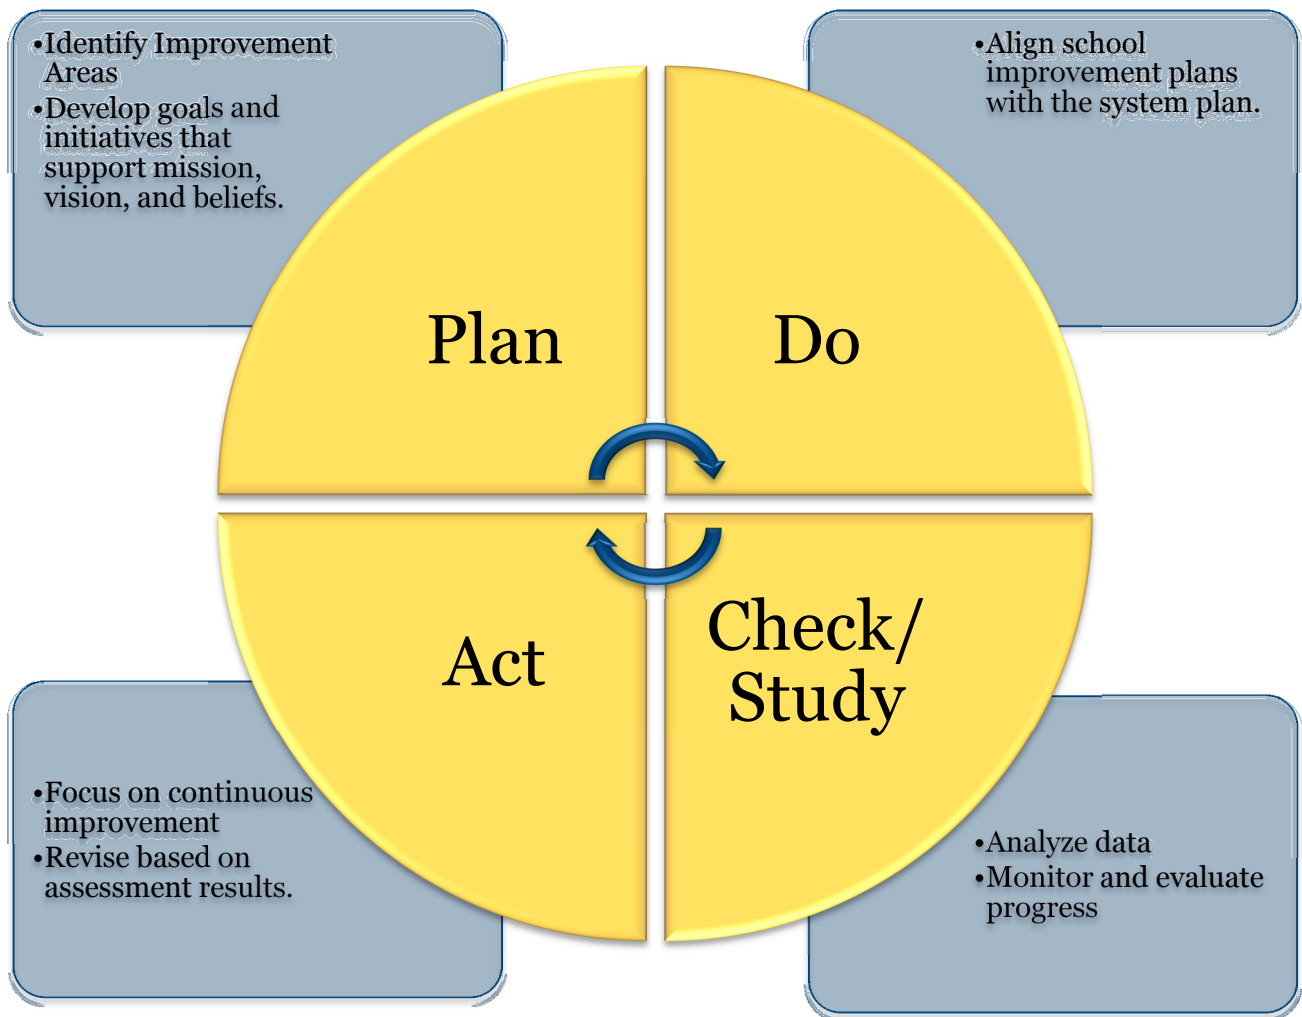 •Identify Improvement
Areas
•Develop goals and
initiatives that
support mission,
vision, and beliefs.
•Align school
improvement plans
with the system plan.
Plan
Do
Act
Check/
Study
•Focus on continuous
improvement
•Revise based on
assessment results.
•Analyze data
•Monitor and evaluate
progress